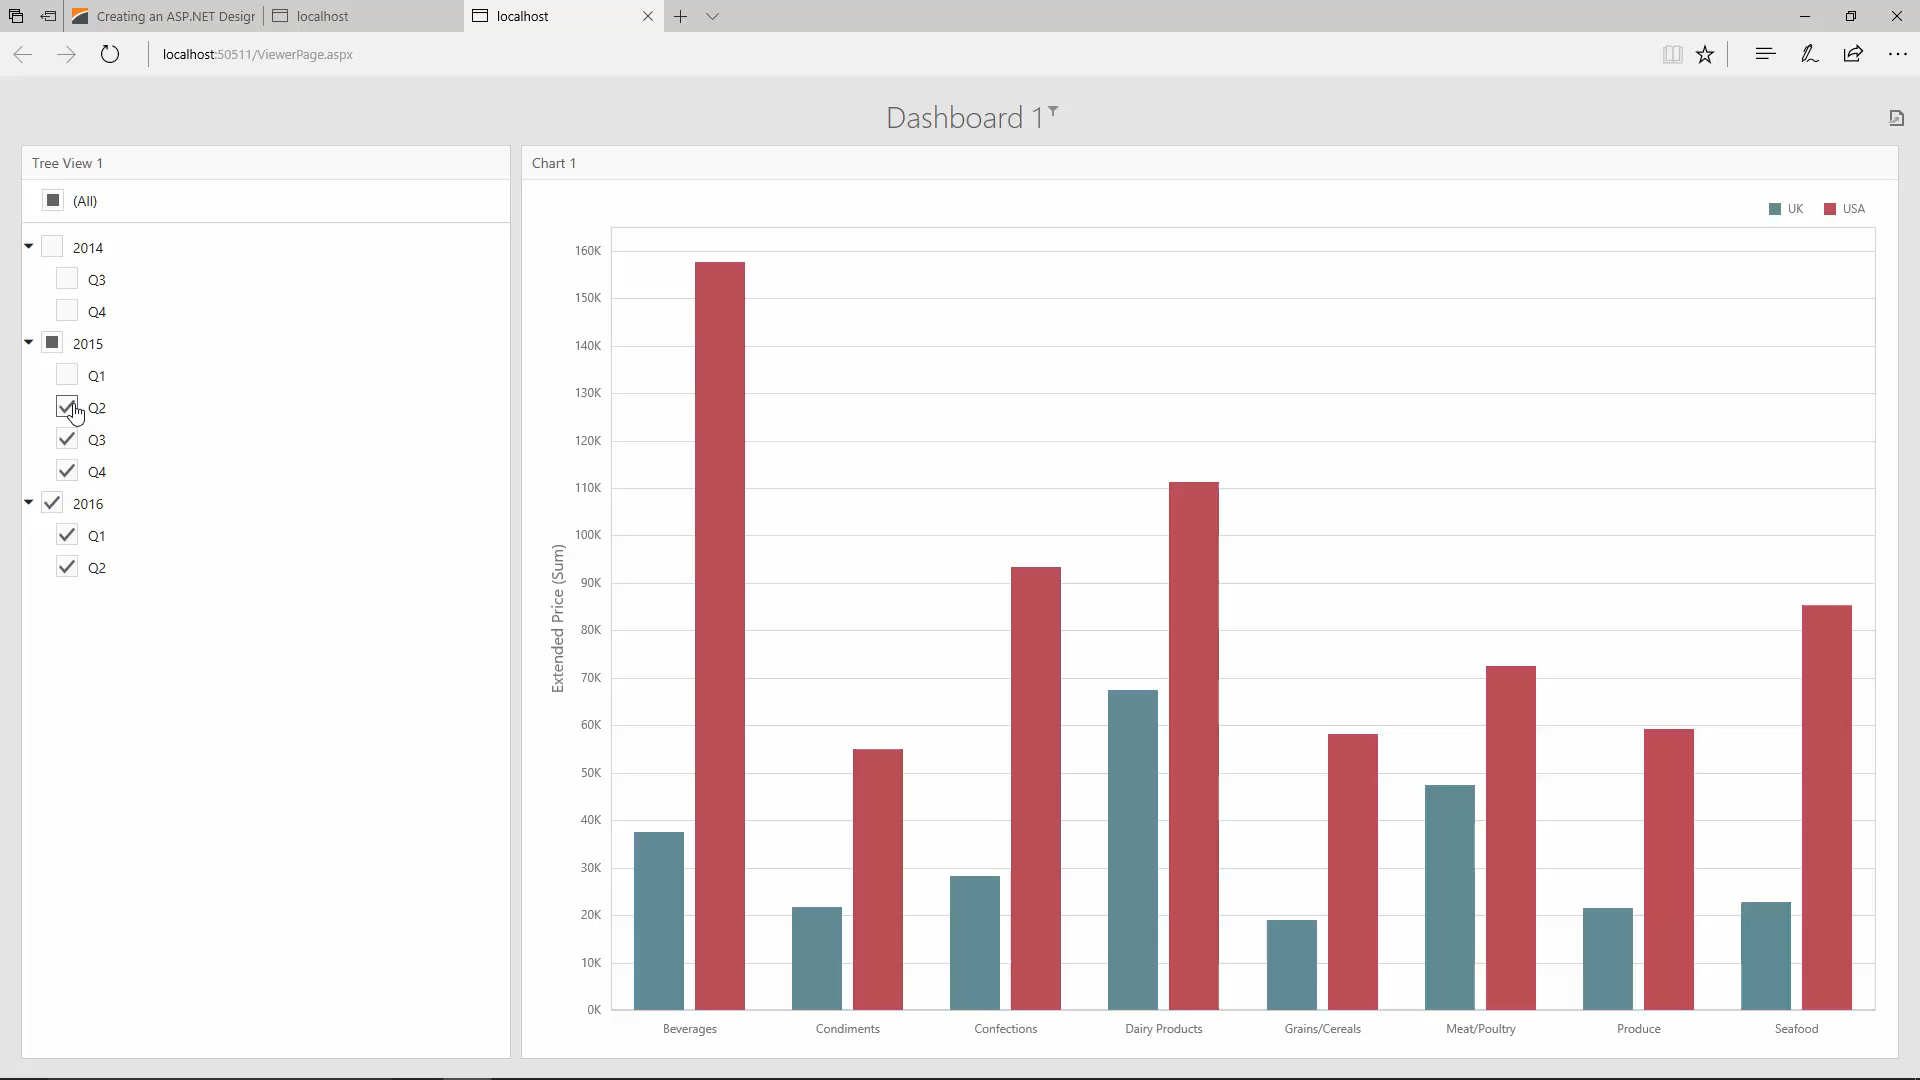 Creating an ASP.NET Design
localhost
localhost
localhost:50511/ViewerPage.aspx
Dashboard 1
Tree View 1
(All)
2014
Q3
Q4
2015
Q1
Q2
Q3
Q4
2016
Q1
Q2
Chart 1
UK
USA
Extended Price (Sum)
160K
150K
140K
130K
120K
110K
100K
90K
80K
70K
60K
50K
40K
30K
20K
10K
0K
Beverages
Condiments
Confections
Dairy Products
Grains/Cereals
Meat/Poultry
Produce
Seafood